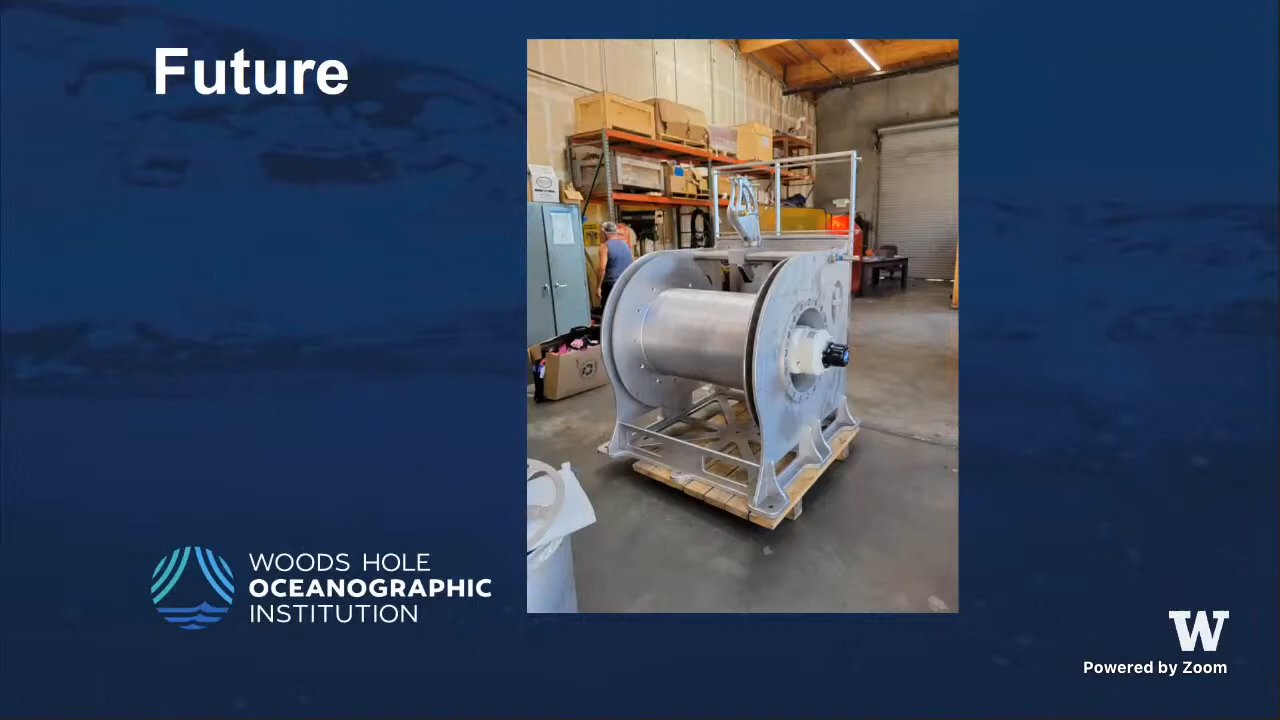 Future
WOODS HOLE
OCEANOGRAPHIC
INSTITUTION
W
Powered by Zoom